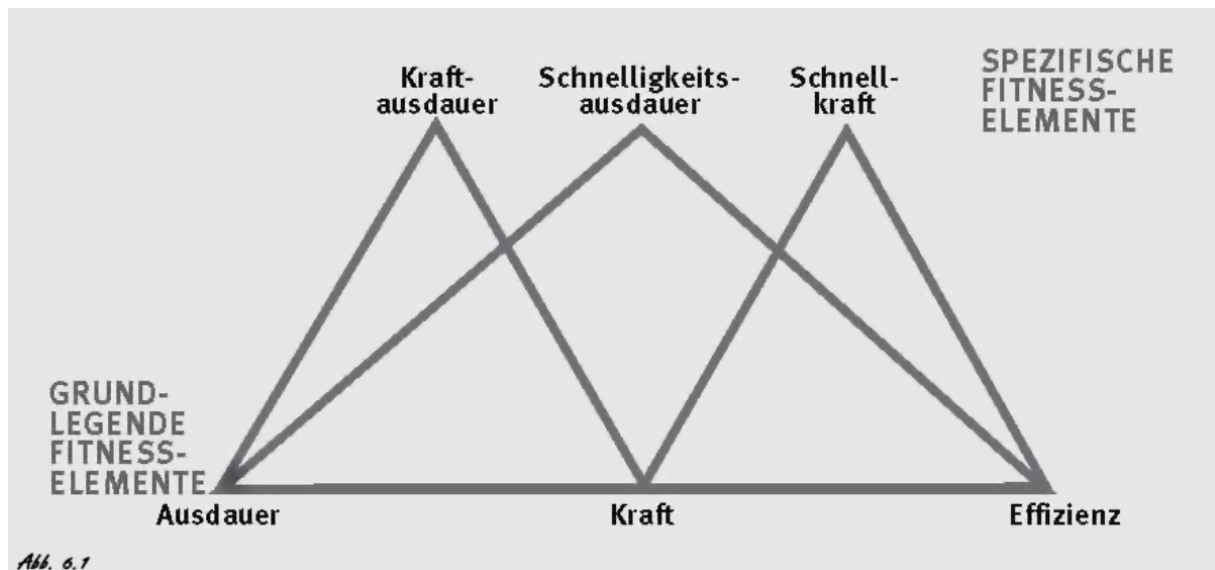 Kraft-
ausdauer
Schnelligkeits-
ausdauer
Schnell-
kraft
SPEZIFISCHE
FITNESS-
ELEMENTE
GRUND-
LEGENDE
FITNESS-
ELEMENTE
Ausdauer
Kraft
Effizienz
Abb. 6.1